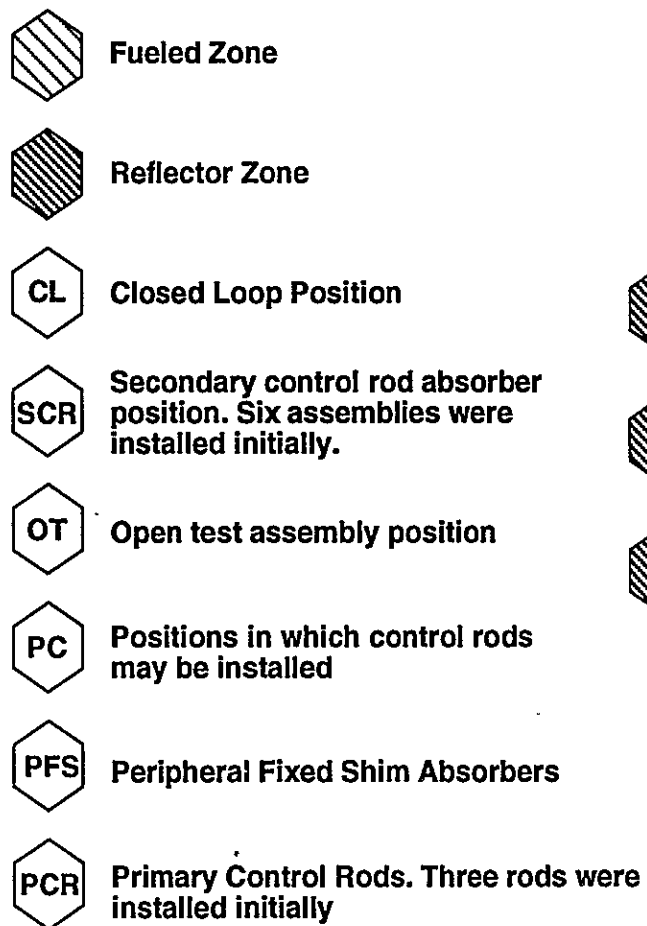 Fueled Zone
Reflector Zone
CL Closed Loop Position
SCR Secondary control rod absorber
position. Six assemblies were
installed initially.
OT Open test assembly position
PC Positions in which control rods
may be installed
PFS Peripheral Fixed Shim Absorbers
PCR Primary Control Rods. Three rods were
installed initially